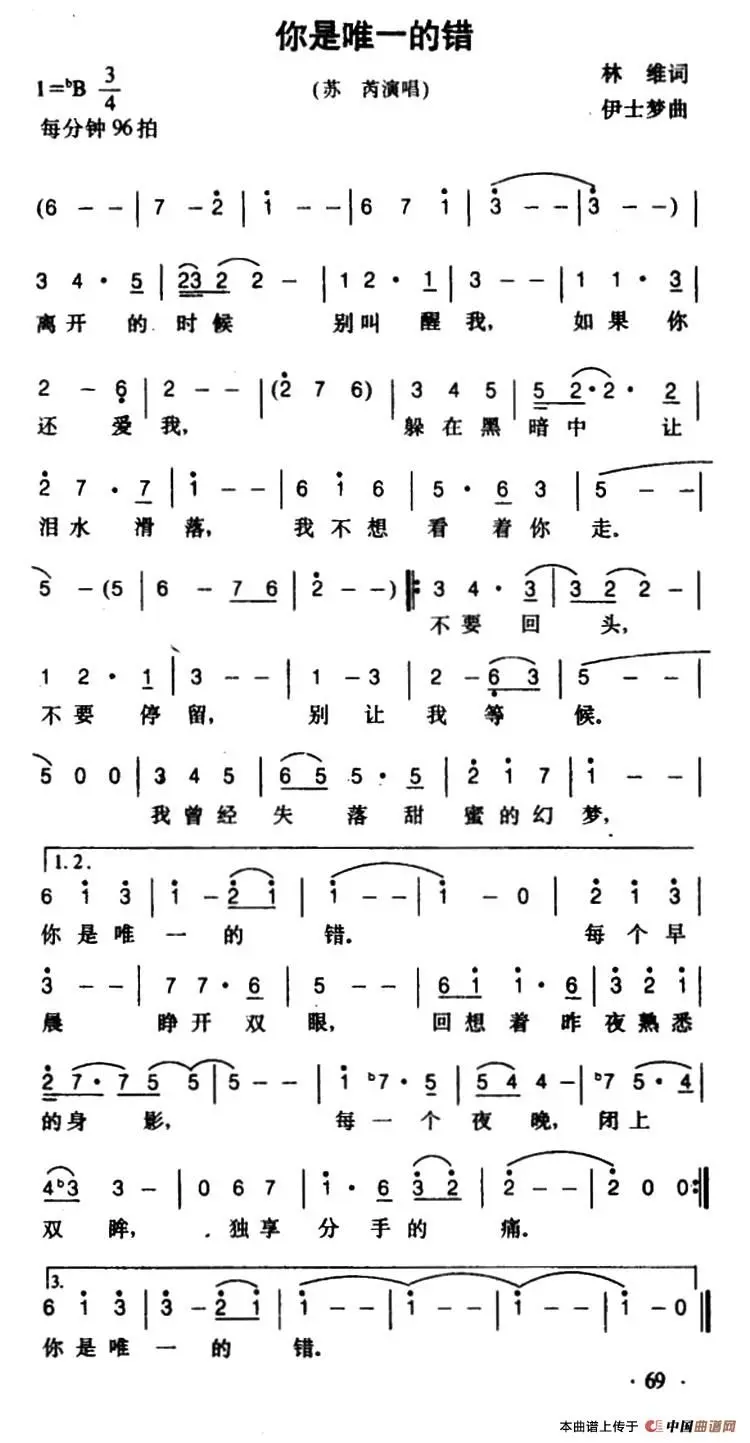 你是唯一的错
1=ᵇB 3/4
(苏 芮演唱)
林 维词
每分钟96拍
伊士梦曲
(6 - - | 7 - 2̇ | 1̇ - - | 6 7 1̇ | 3̇ - - | 3̇ - - ) |
3 4 · 5 | 23 2 2 - | 1 2 · 1 | 3 - - | 1 1 · 3 |
离开 的 时候 别叫 醒我, 如果 你
2 - 6̣ | 2 - - | (2̇ 7 6) | 3 4 5 | 5 2 · 2 · 2 |
还 爱 我, 躲在黑 暗中 让
2̇ 7 · 7 | 1̇ - - | 6 1̇ 6 | 5 · 6 3 | 5 - - |
泪水 滑 落, 我不想 看 着你 走.
5 - (5 | 6 - 76 | 2̇ - - ) ‖: 3 4 · 3 | 3 2 2 - |
不要 回 头,
1 2 · 1 | 3 - - | 1 - 3 | 2 - 6̣3 | 5 - - |
不要 停 留, 别 让 我 等 候.
5 0 0 | 3 4 5 | 6 5 5 · 5 | 2̇ 1̇ 7 | 1̇ - - |
我曾经 失 落 甜 蜜的幻 梦,
1.2.
6 1̇ 3̇ | 1̇ - 2̇1̇ | 1̇ - - | 1̇ - 0 | 2̇ 1̇ 3̇ |
你是唯 一 的 错. 每个早
3̇ - - | 7 7 · 6 | 5 - - | 6 1̇ 1̇ · 6 | 3̇ 2̇ 1̇ |
晨 睁开 双 眼, 回想着 昨 夜熟悉
2̇ 7 · 7 5 5 | 5 - - | 1̇ ᵇ7 · 5 | 54 4 - | ᵇ7 5 · 4 |
的身 影, 每一 个 夜 晚, 闭上
4ᵇ3 3 - | 0 6 7 | 1̇ · 6 3̇ 2̇ | 2̇ - - | 2̇ 0 0 :‖
双 眸, 独享 分 手的 痛.
3.
6 1̇ 3̇ | 3̇ - 2̇1̇ | 1̇ - - | 1̇ - - | 1̇ - - | 1̇ - 0 ‖
你是唯 一 的 错.
· 69 ·
本曲谱上传于 中国曲谱网